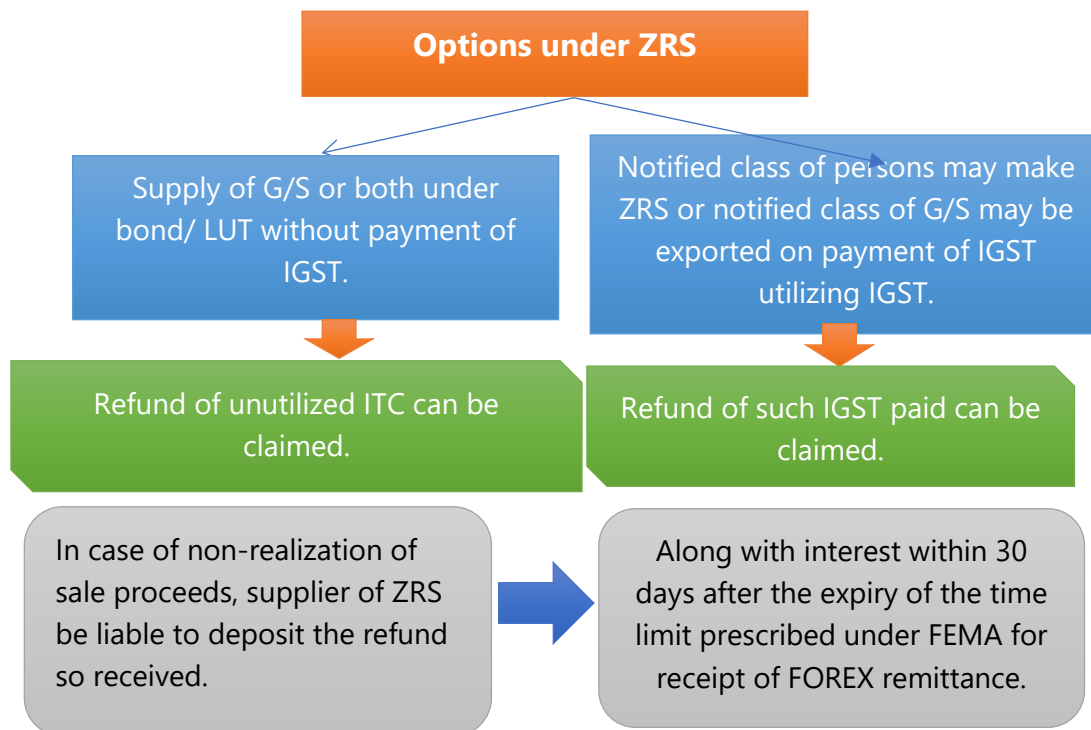 Options under ZRS
Supply of G/S or both under
bond/ LUT without payment of
IGST.
Notified class of persons may make
ZRS or notified class of G/S may be
exported on payment of IGST
utilizing IGST.
Refund of unutilized ITC can be
claimed.
Refund of such IGST paid can be
claimed.
In case of non-realization of
sale proceeds, supplier of ZRS
be liable to deposit the refund
so received.
Along with interest within 30
days after the expiry of the time
limit prescribed under FEMA for
receipt of FOREX remittance.